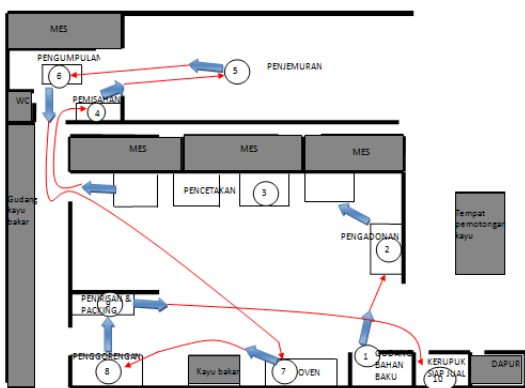 MES
PENGUMPULAN
6
5
PENJEMURAN
WC
PEMISAHAN
4
MES
MES
MES
PENCETAKAN
3
Gudang
kayu
bakar
Tempat
pemotongan
kayu
PENGADONAN
2
PENIRISAN &
9
PACKING
PENGGORENGAN
8
Kayu bakar
7
OVEN
1
GUDANG
BAHAN
BAKU
KERUPUK
SIAP JUAL
10
DAPUR